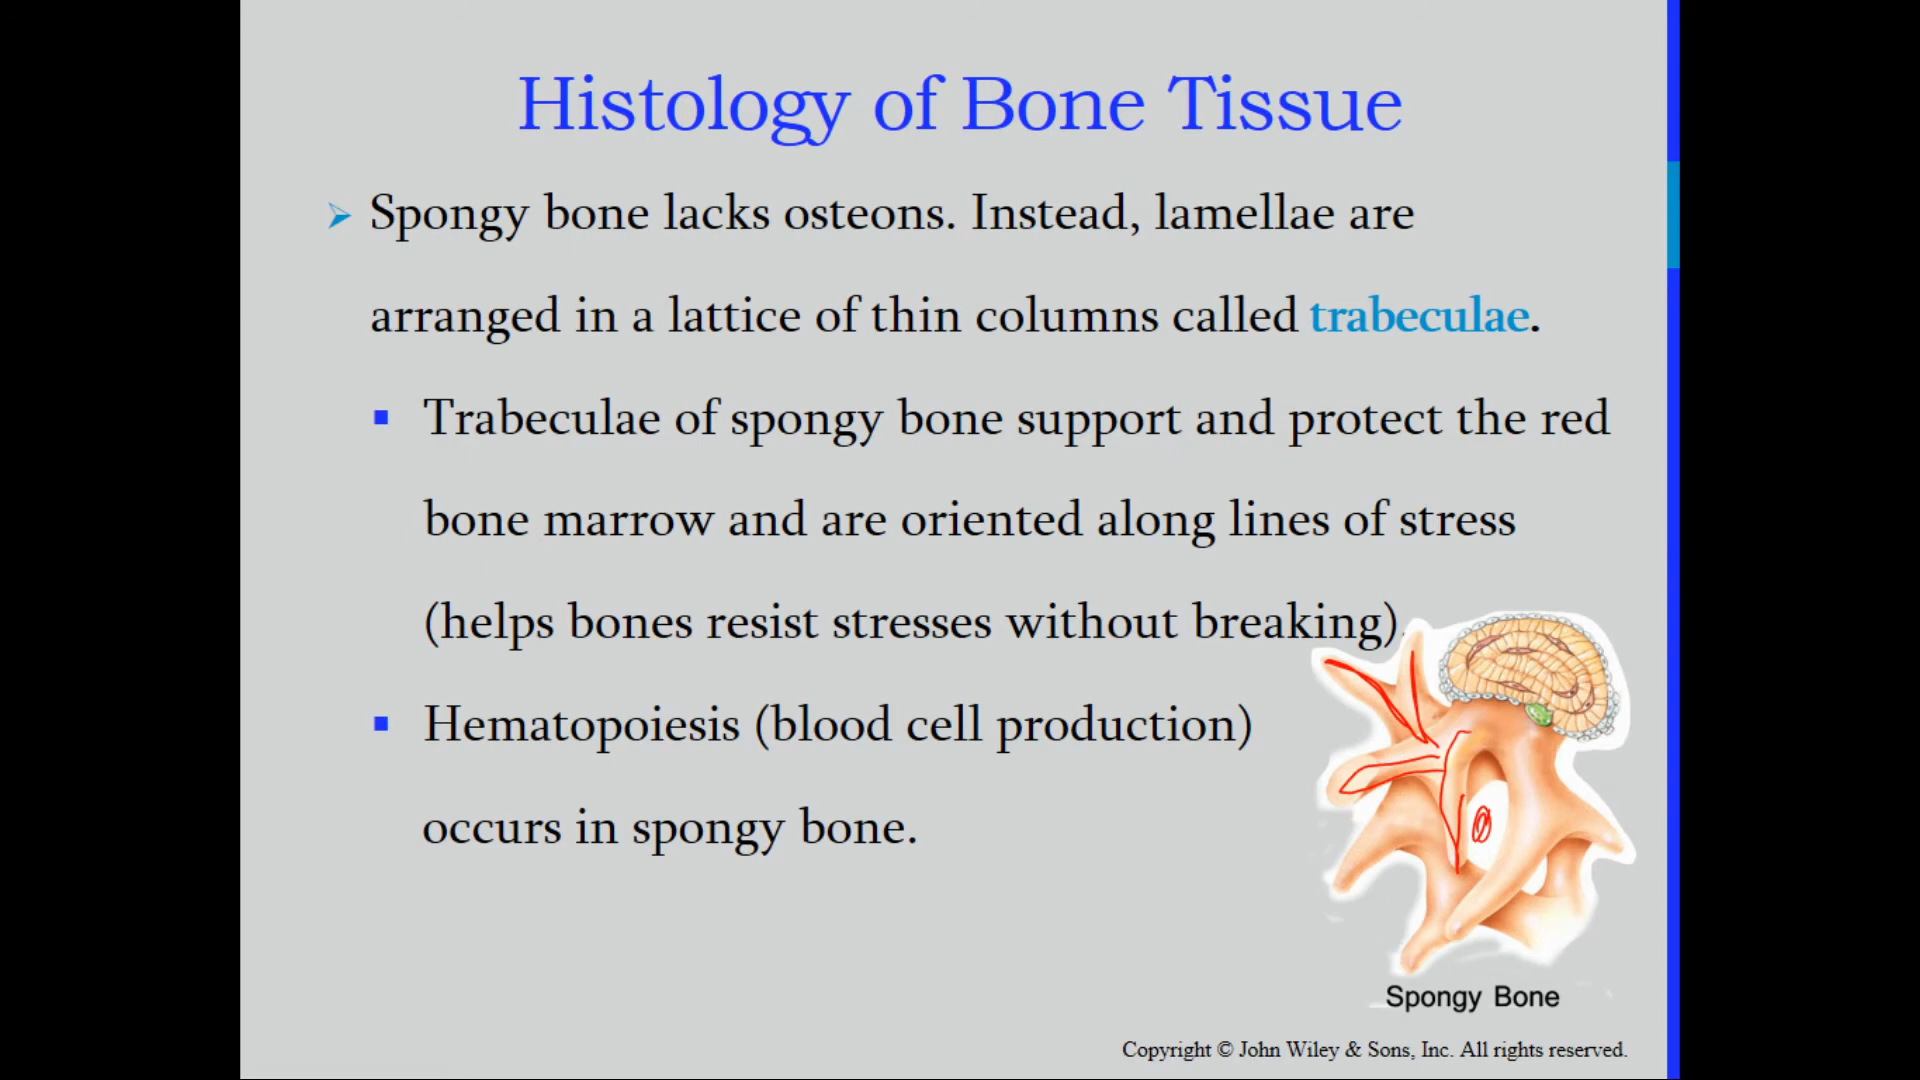 Histology of Bone Tissue
Spongy bone lacks osteons. Instead, lamellae are
arranged in a lattice of thin columns called trabeculae.
Trabeculae of spongy bone support and protect the red
bone marrow and are oriented along lines of stress
(helps bones resist stresses without breaking).
Hematopoiesis (blood cell production)
occurs in spongy bone.
Spongy Bone
Copyright © John Wiley & Sons, Inc. All rights reserved.